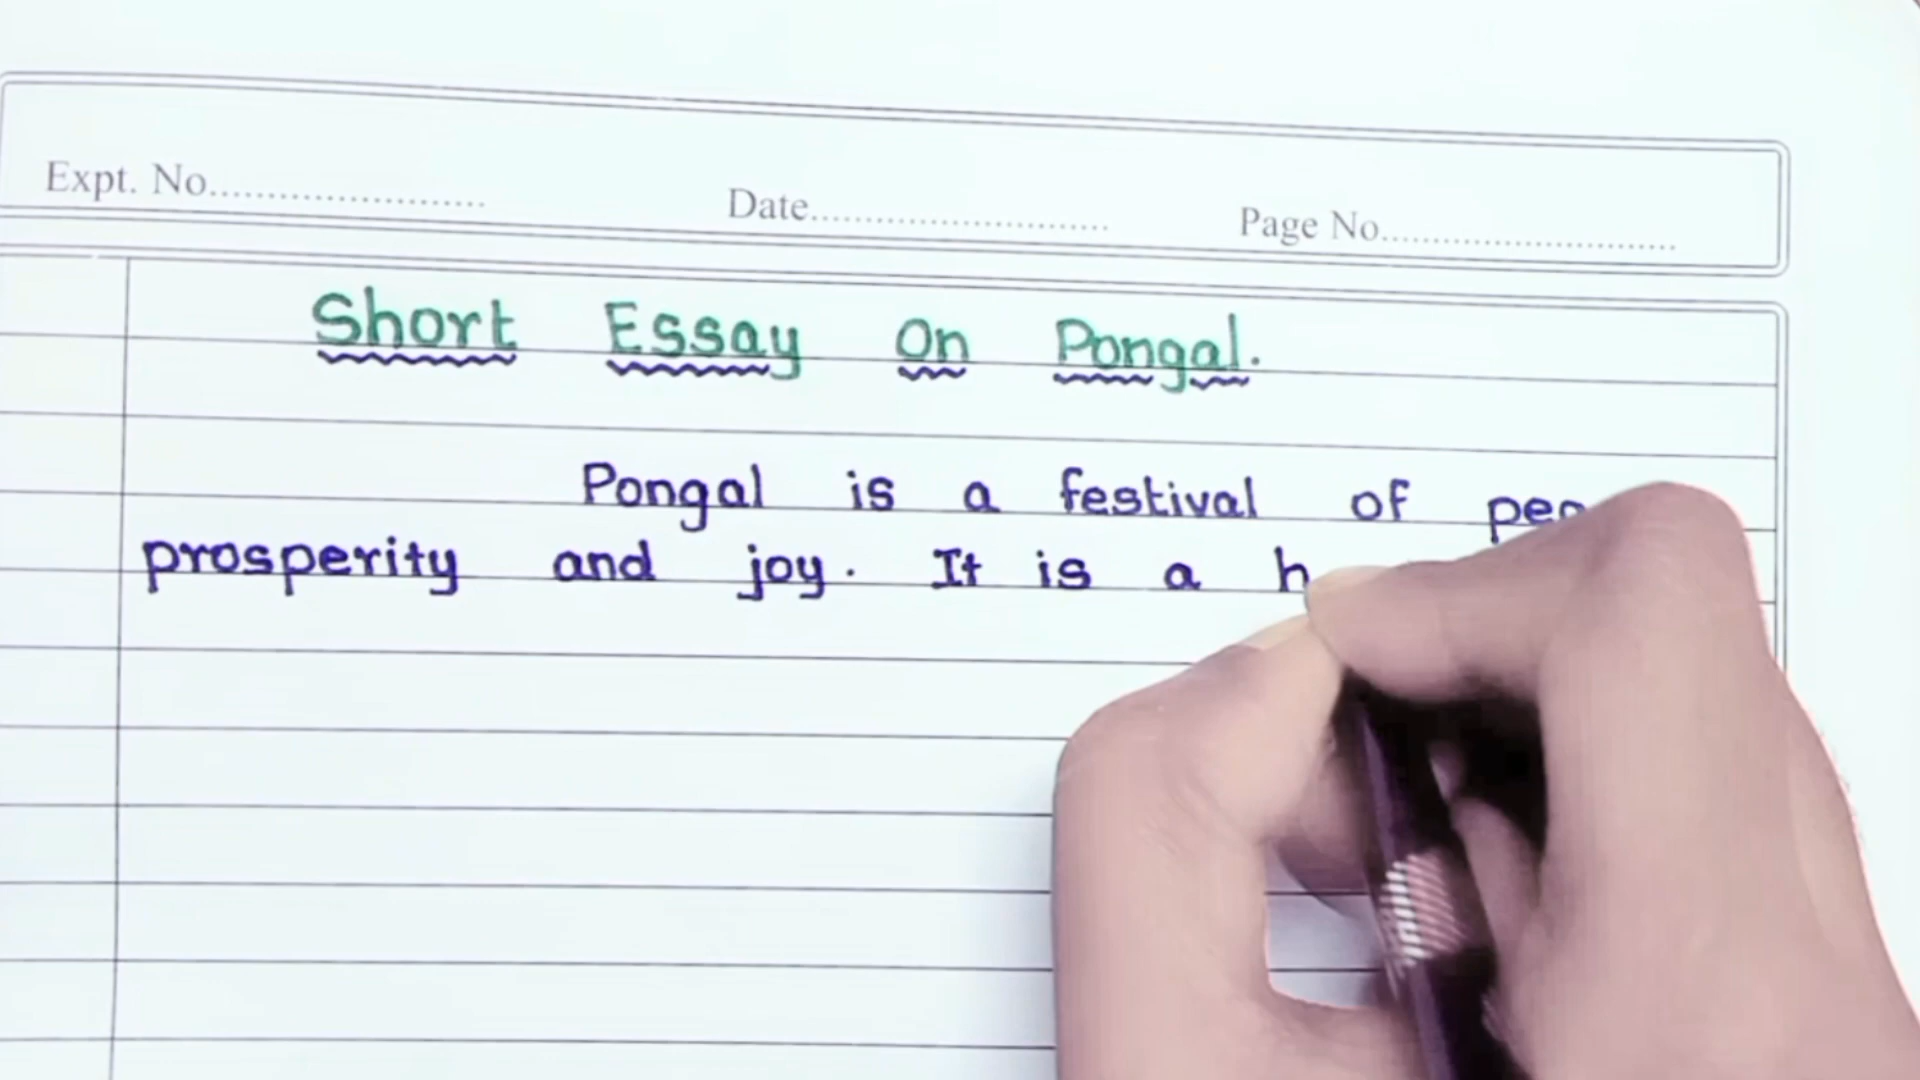 Expt. No........................ Date............................ Page No............................
Short Essay On Pongal.
Pongal is a festival of
prosperity and joy. It is a